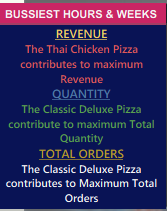 BUSSIEST HOURS & WEEKS
REVENUE
The Thai Chicken Pizza
contributes to maximum
Revenue
QUANTITY
The Classic Deluxe Pizza
contribute to maximum Total
Quantity
TOTAL ORDERS
The Classic Deluxe Pizza
contributes to Maximum Total
Orders